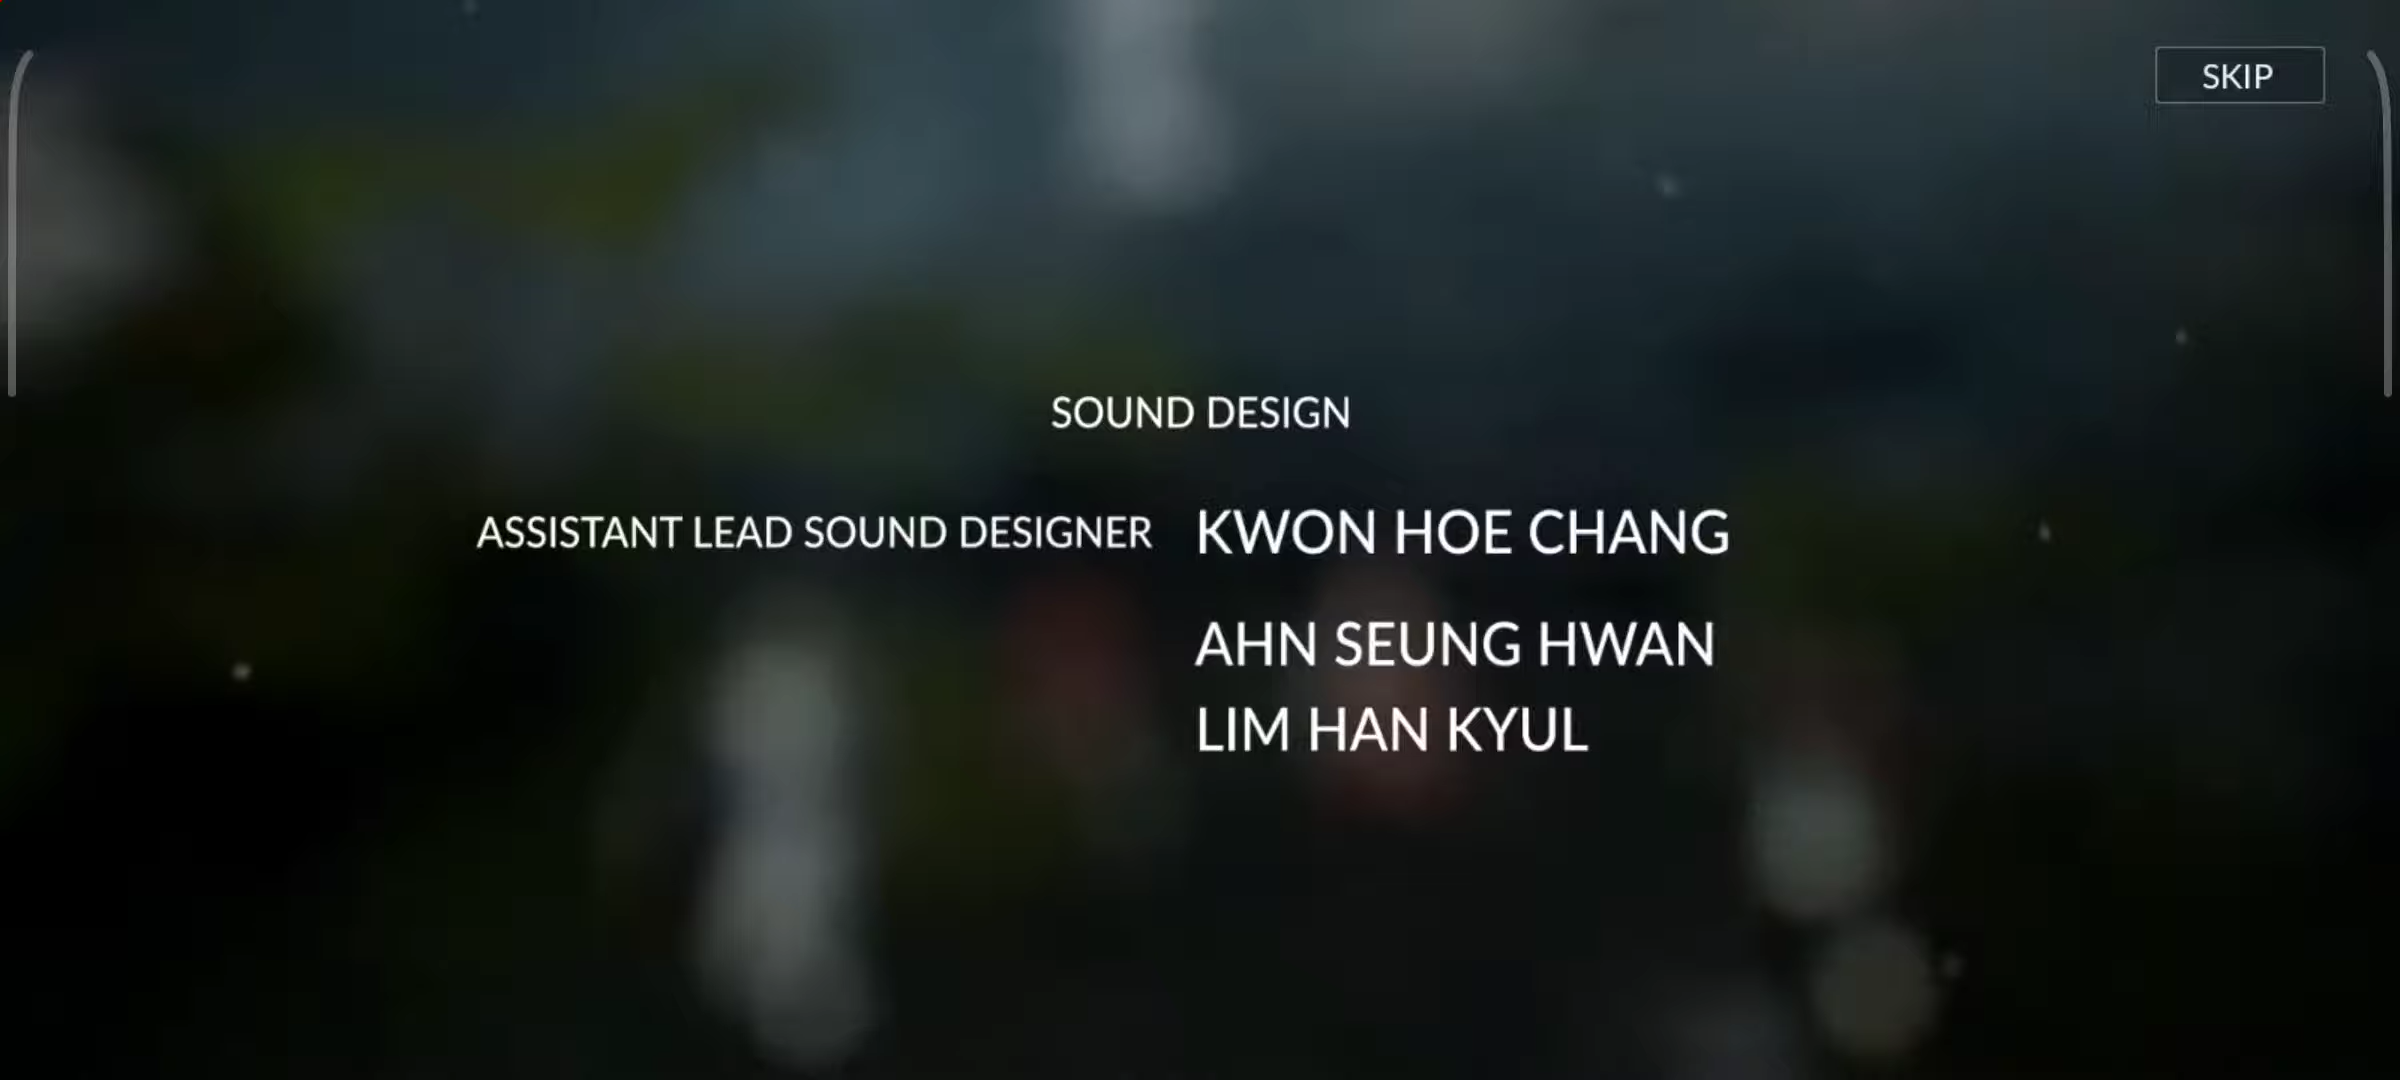 SKIP
SOUND DESIGN
ASSISTANT LEAD SOUND DESIGNER KWON HOE CHANG
AHN SEUNG HWAN
LIM HAN KYUL